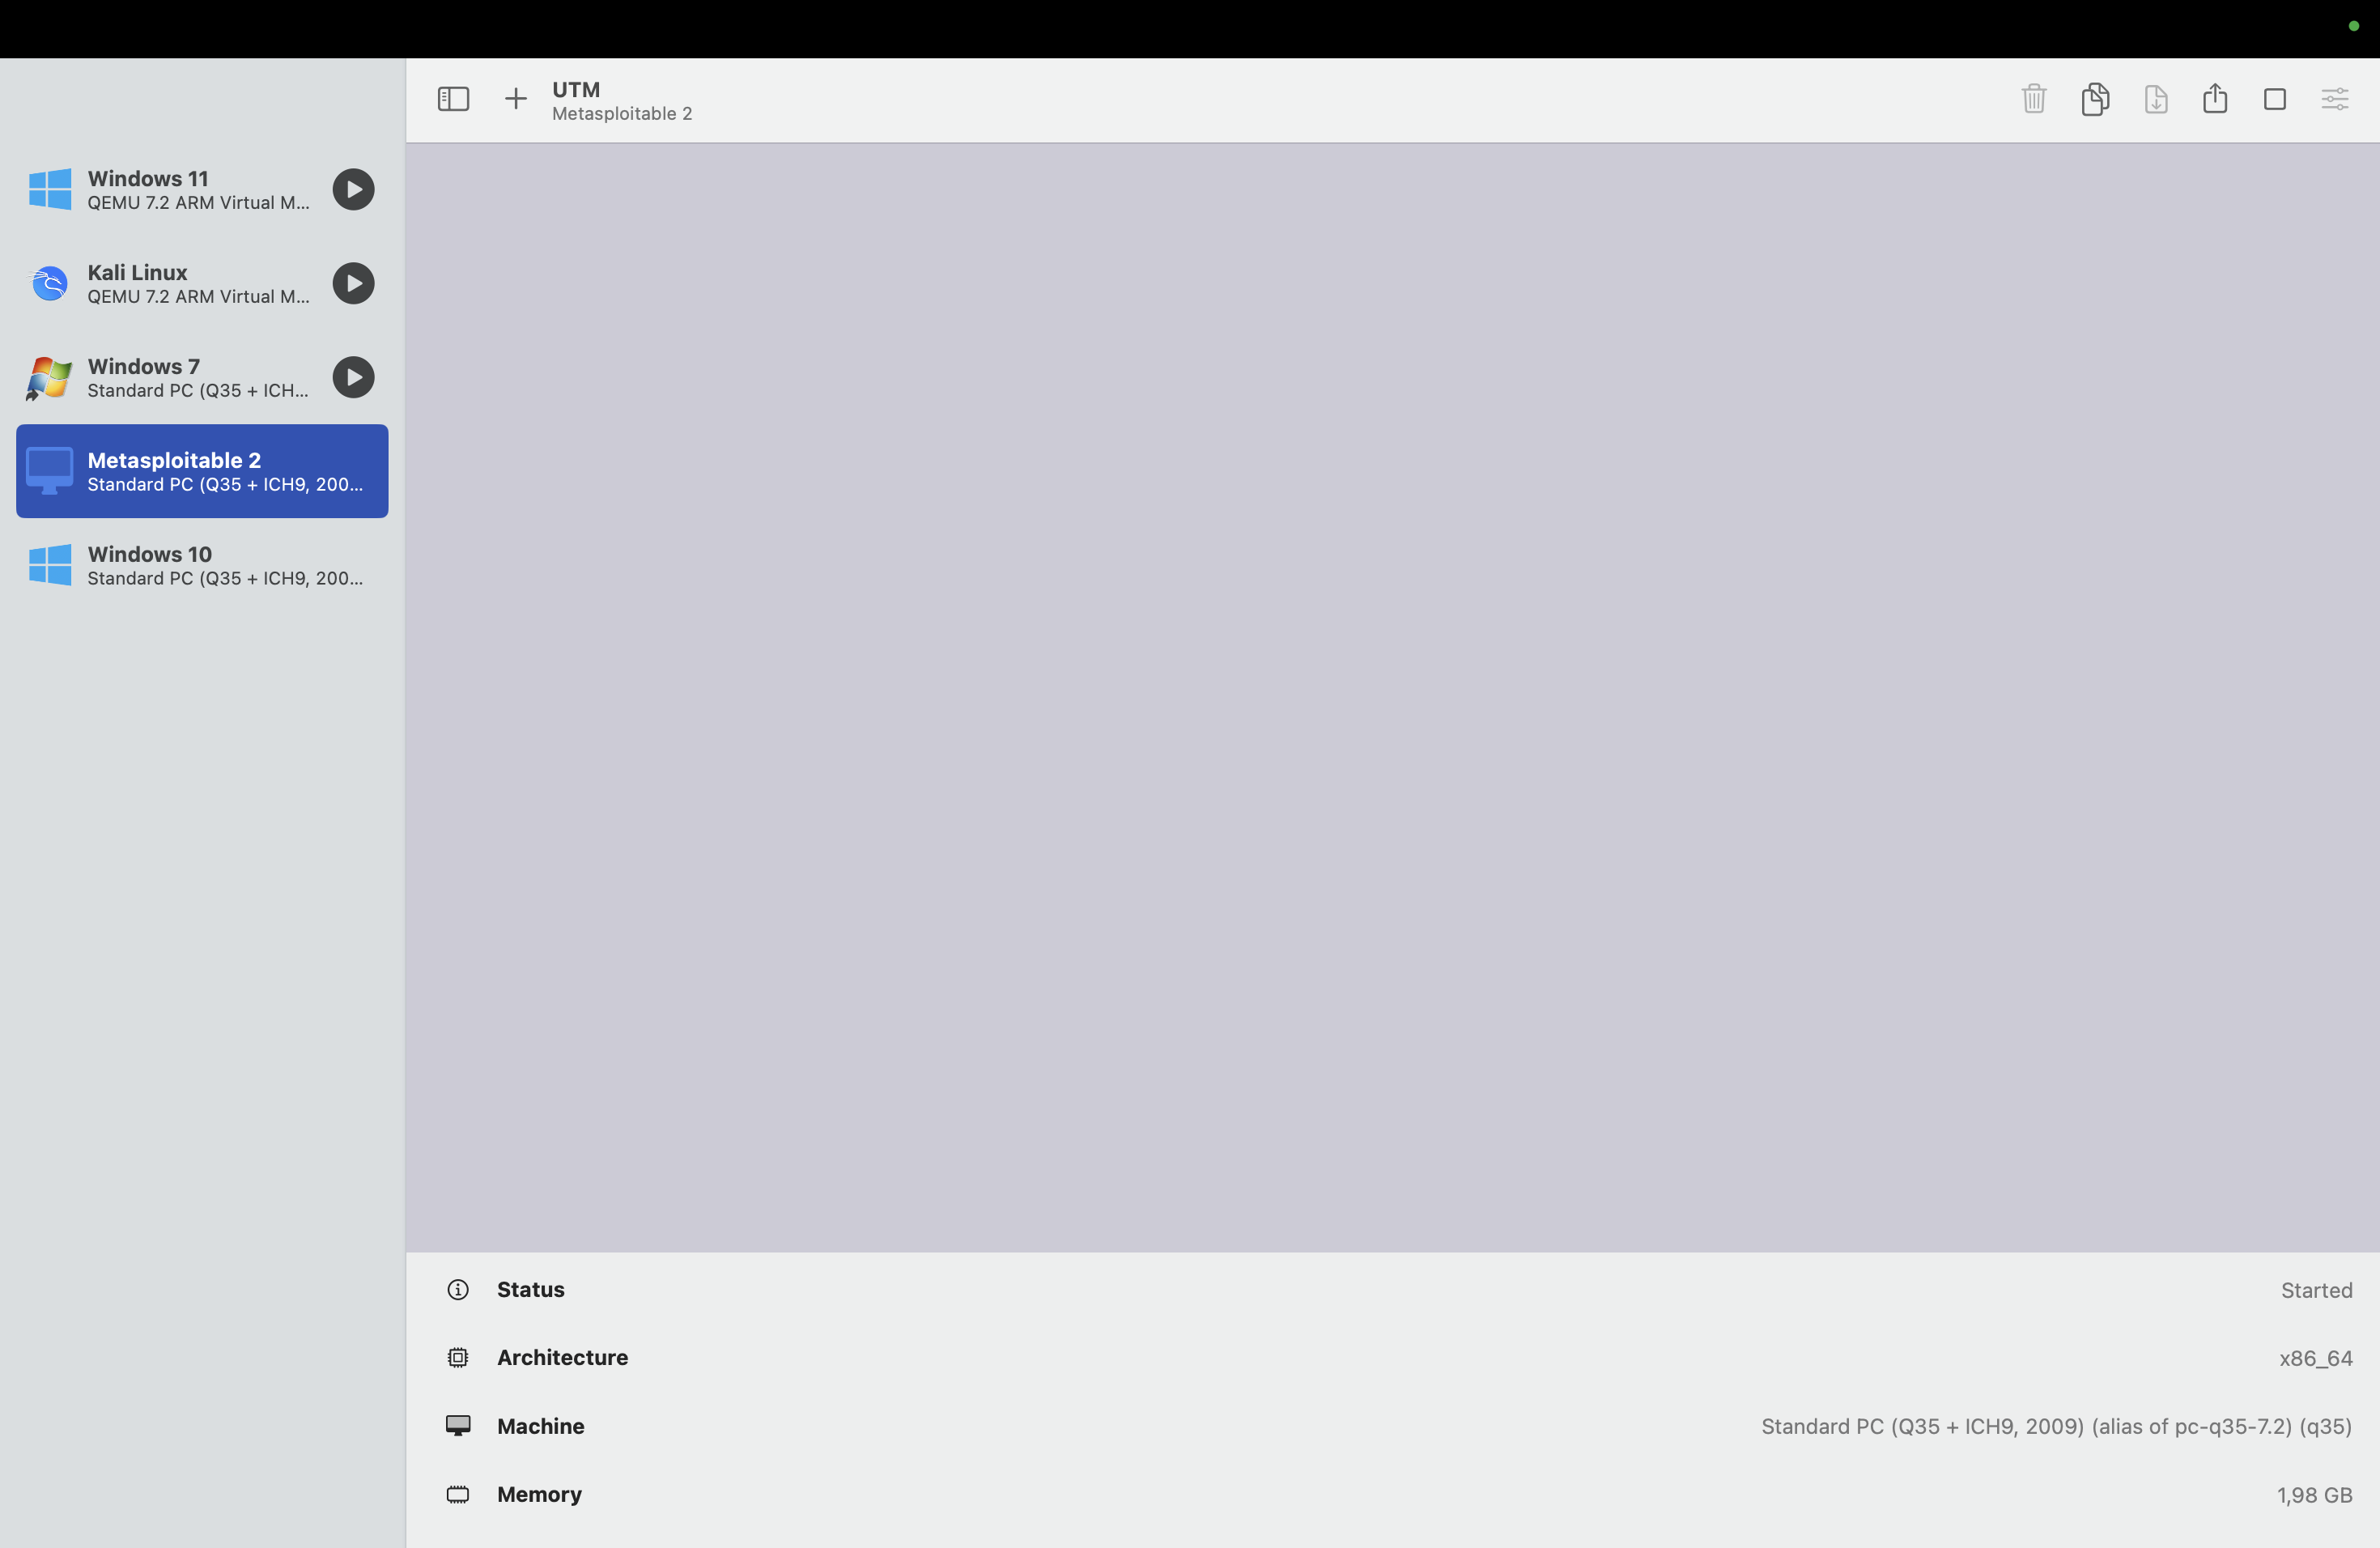 UTM
Metasploitable 2
Windows 11
QEMU 7.2 ARM Virtual M...
Kali Linux
QEMU 7.2 ARM Virtual M...
Windows 7
Standard PC (Q35 + ICH...
Metasploitable 2
Standard PC (Q35 + ICH9, 200...
Windows 10
Standard PC (Q35 + ICH9, 200...
Status
Started
Architecture
x86_64
Machine
Standard PC (Q35 + ICH9, 2009) (alias of pc-q35-7.2) (q35)
Memory
1,98 GB